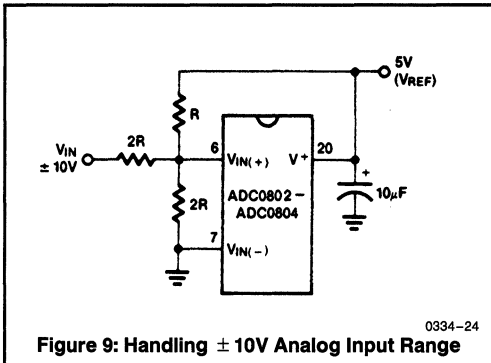 5V
(VREF)
R
VIN
± 10V
2R
6
VIN(+)
V+
20
ADC0802–
ADC0804
+
10µF
2R
7
VIN(−)
0334–24
Figure 9: Handling ± 10V Analog Input Range